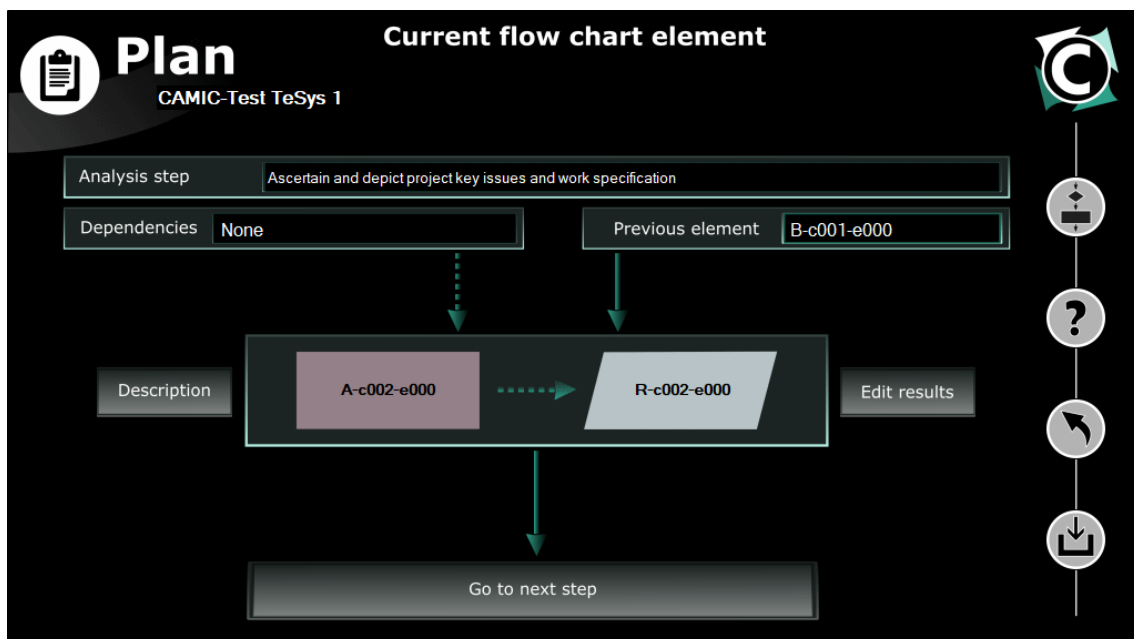 Current flow chart element
Plan
CAMIC-Test TeSys 1
C
Analysis step Ascertain and depict project key issues and work specification
Dependencies None Previous element B-c001-e000
?
Description A-c002-e000 R-c002-e000 Edit results
Go to next step